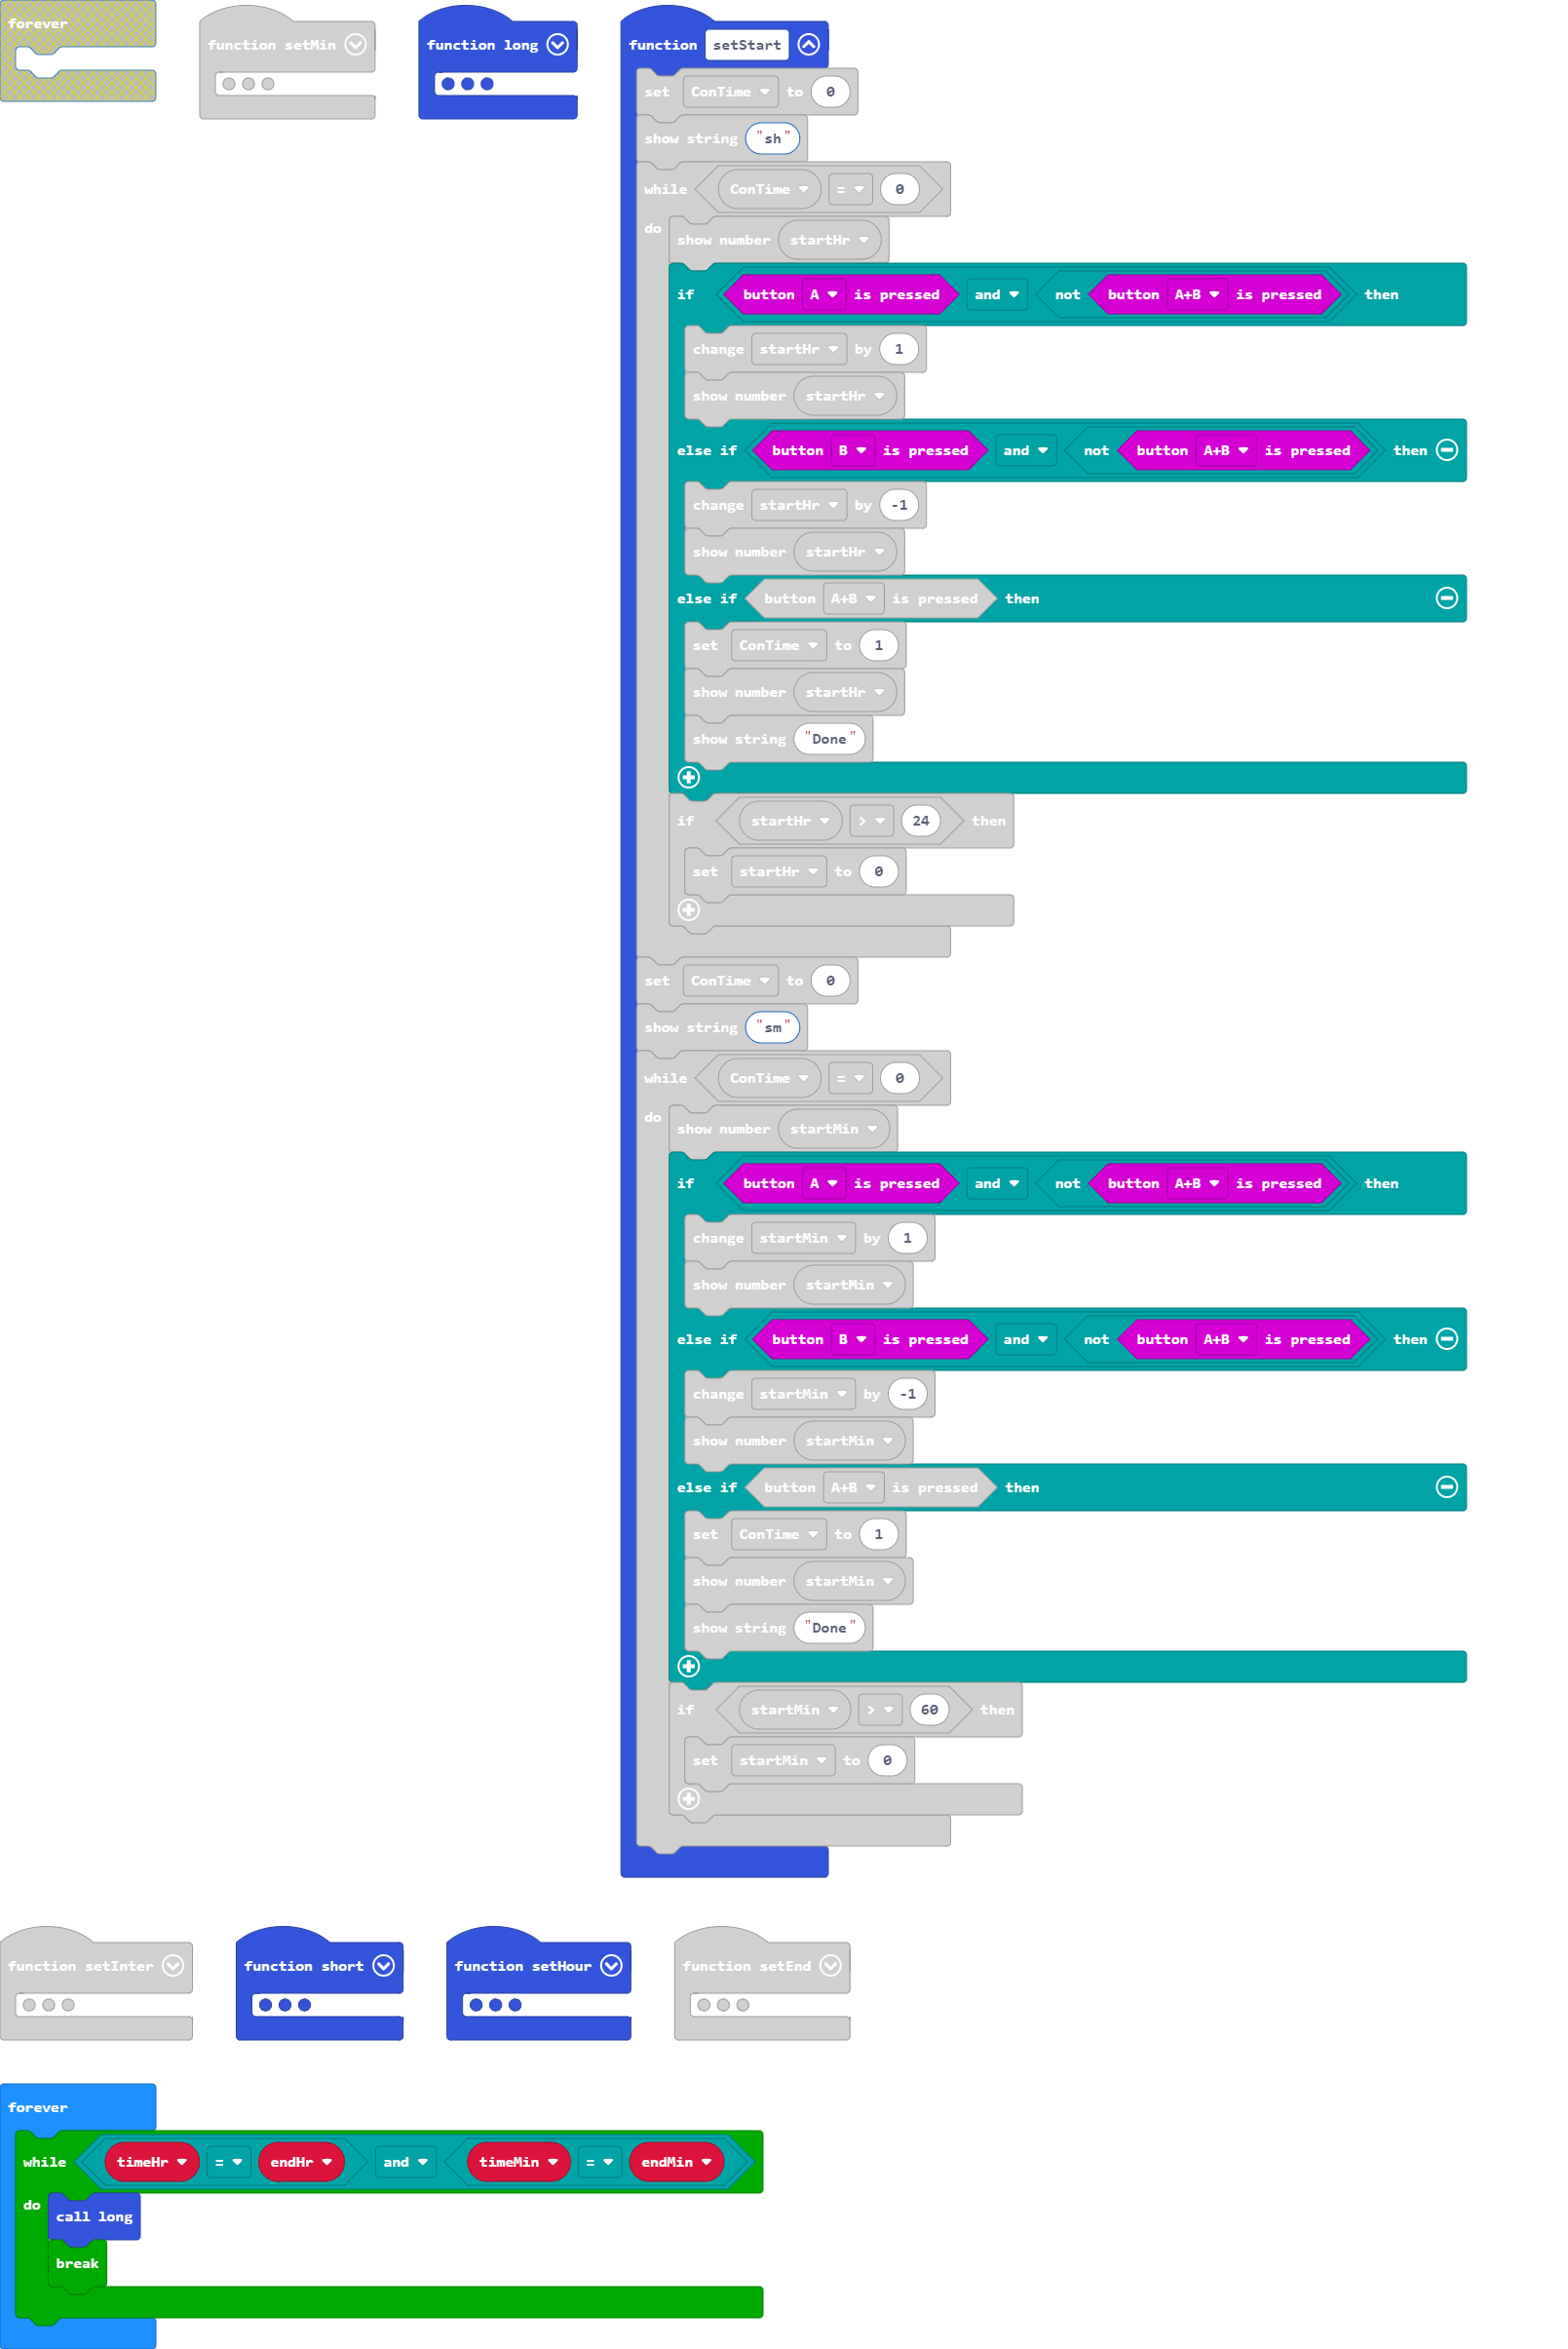 forever
function setMin
function long
function setStart
set ConTime to 0
show string "sh"
while ConTime = 0
do
show number startHr
if button A is pressed and not button A+B is pressed then
change startHr by 1
show number startHr
else if button B is pressed and not button A+B is pressed then
change startHr by -1
show number startHr
else if button A+B is pressed then
set ConTime to 1
show number startHr
show string "Done"
if startHr > 24 then
set startHr to 0
set ConTime to 0
show string "sm"
while ConTime = 0
do
show number startMin
if button A is pressed and not button A+B is pressed then
change startMin by 1
show number startMin
else if button B is pressed and not button A+B is pressed then
change startMin by -1
show number startMin
else if button A+B is pressed then
set ConTime to 1
show number startMin
show string "Done"
if startMin > 60 then
set startMin to 0
function setInter
function short
function setHour
function setEnd
forever
while timeHr = endHr and timeMin = endMin
do
call long
break